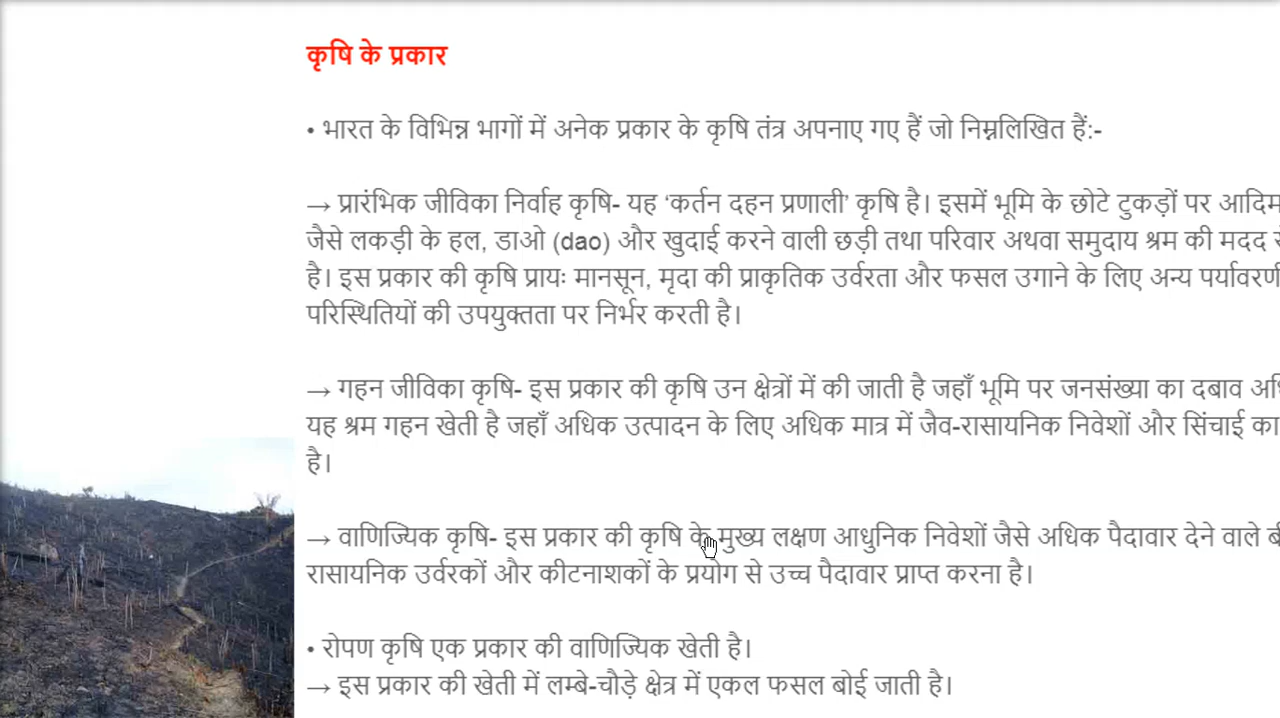 कृषि के प्रकार
• भारत के विभिन्न भागों में अनेक प्रकार के कृषि तंत्र अपनाए गए हैं जो निम्नलिखित हैं:-
→ प्रारंभिक जीविका निर्वाह कृषि- यह ‘कर्तन दहन प्रणाली’ कृषि है। इसमें भूमि के छोटे टुकड़ों पर आदिम
जैसे लकड़ी के हल, डाओ (dao) और खुदाई करने वाली छड़ी तथा परिवार अथवा समुदाय श्रम की मदद
है। इस प्रकार की कृषि प्रायः मानसून, मृदा की प्राकृतिक उर्वरता और फसल उगाने के लिए अन्य पर्यावरणी
परिस्थितियों की उपयुक्तता पर निर्भर करती है।
→ गहन जीविका कृषि- इस प्रकार की कृषि उन क्षेत्रों में की जाती है जहाँ भूमि पर जनसंख्या का दबाव
यह श्रम गहन खेती है जहाँ अधिक उत्पादन के लिए अधिक मात्र में जैव-रासायनिक निवेशों और सिंचाई का
है।
→ वाणिज्यिक कृषि- इस प्रकार की कृषि के मुख्य लक्षण आधुनिक निवेशों जैसे अधिक पैदावार देने वाले
रासायनिक उर्वरकों और कीटनाशकों के प्रयोग से उच्च पैदावार प्राप्त करना है।
• रोपण कृषि एक प्रकार की वाणिज्यिक खेती है।
→ इस प्रकार की खेती में लम्बे-चौड़े क्षेत्र में एकल फसल बोई जाती है।